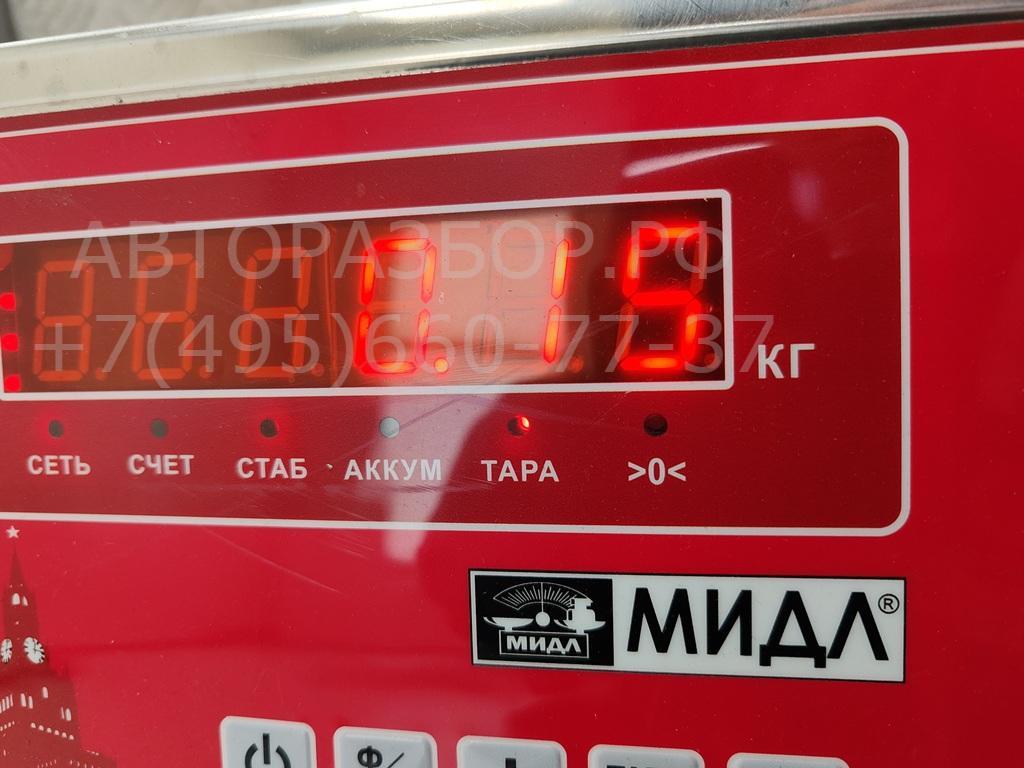 АВТОРАЗБОР.РФ
+7(495)660-77-37
0.15
КГ
СЕТЬ СЧЕТ СТАБ АККУМ ТАРА >0<
МИДЛ МИДЛ®
Ф/